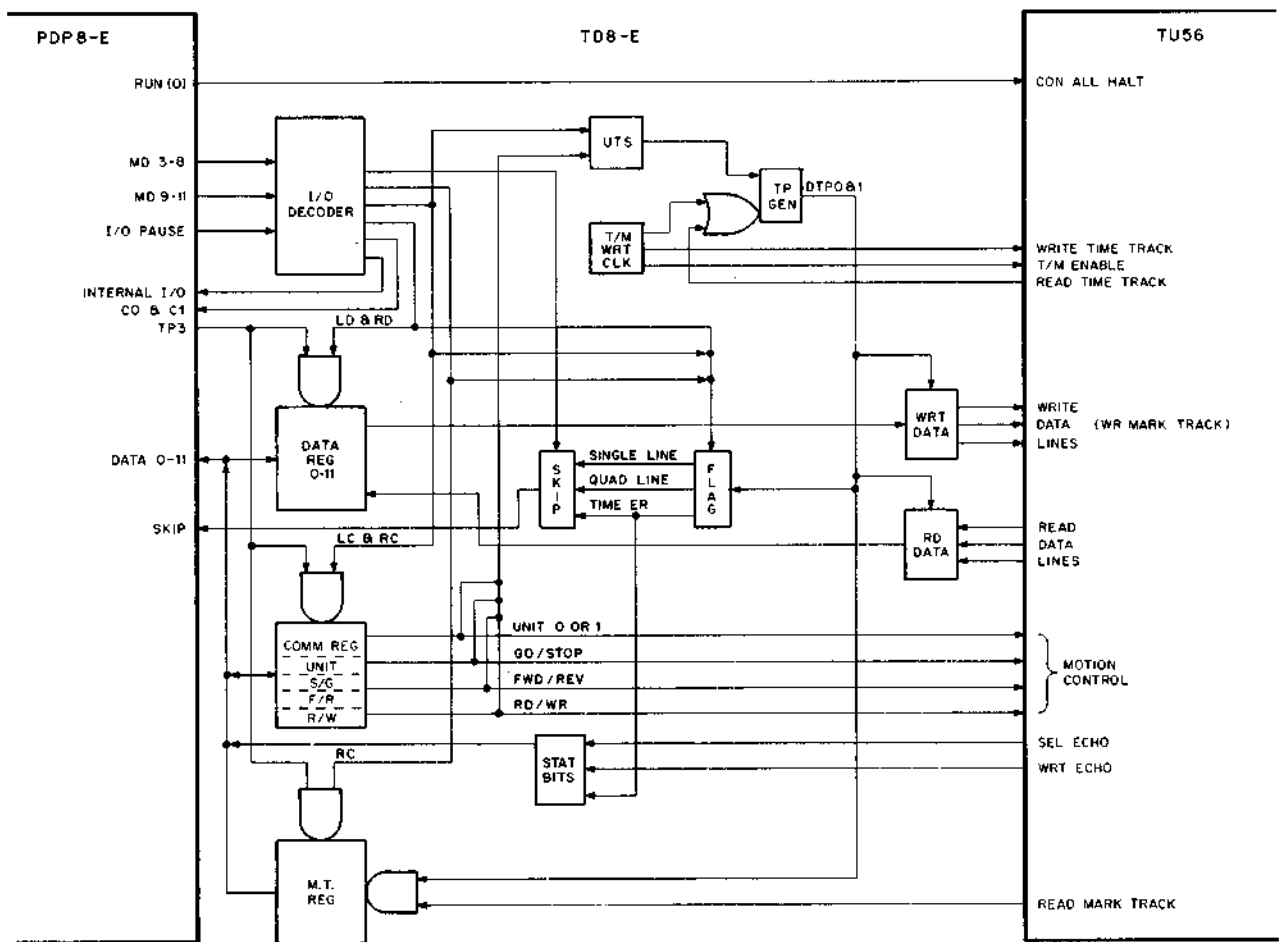 PDP8-E
TD8-E
TU56
RUN (0)
CON ALL HALT
MD 3-8
MD 9-11
I/O PAUSE
I/O
DECODER
UTS
TP
GEN
DTP0&1
T/M
WRT
CLK
WRITE TIME TRACK
T/M ENABLE
READ TIME TRACK
INTERNAL I/O
C0 & C1
TP3
LD & RD
DATA
REG
0-11
DATA 0-11
WRT
DATA
WRITE
DATA (WR MARK TRACK)
LINES
SKIP
SINGLE LINE
QUAD LINE
TIME ER
FLAG
SKIP
LC & RC
RD
DATA
READ
DATA
LINES
COMM REG
UNIT
S/G
F/R
R/W
UNIT 0 OR 1
GO/STOP
FWD/REV
RD/WR
MOTION
CONTROL
RC
STAT
BITS
SEL ECHO
WRT ECHO
M.T.
REG
READ MARK TRACK